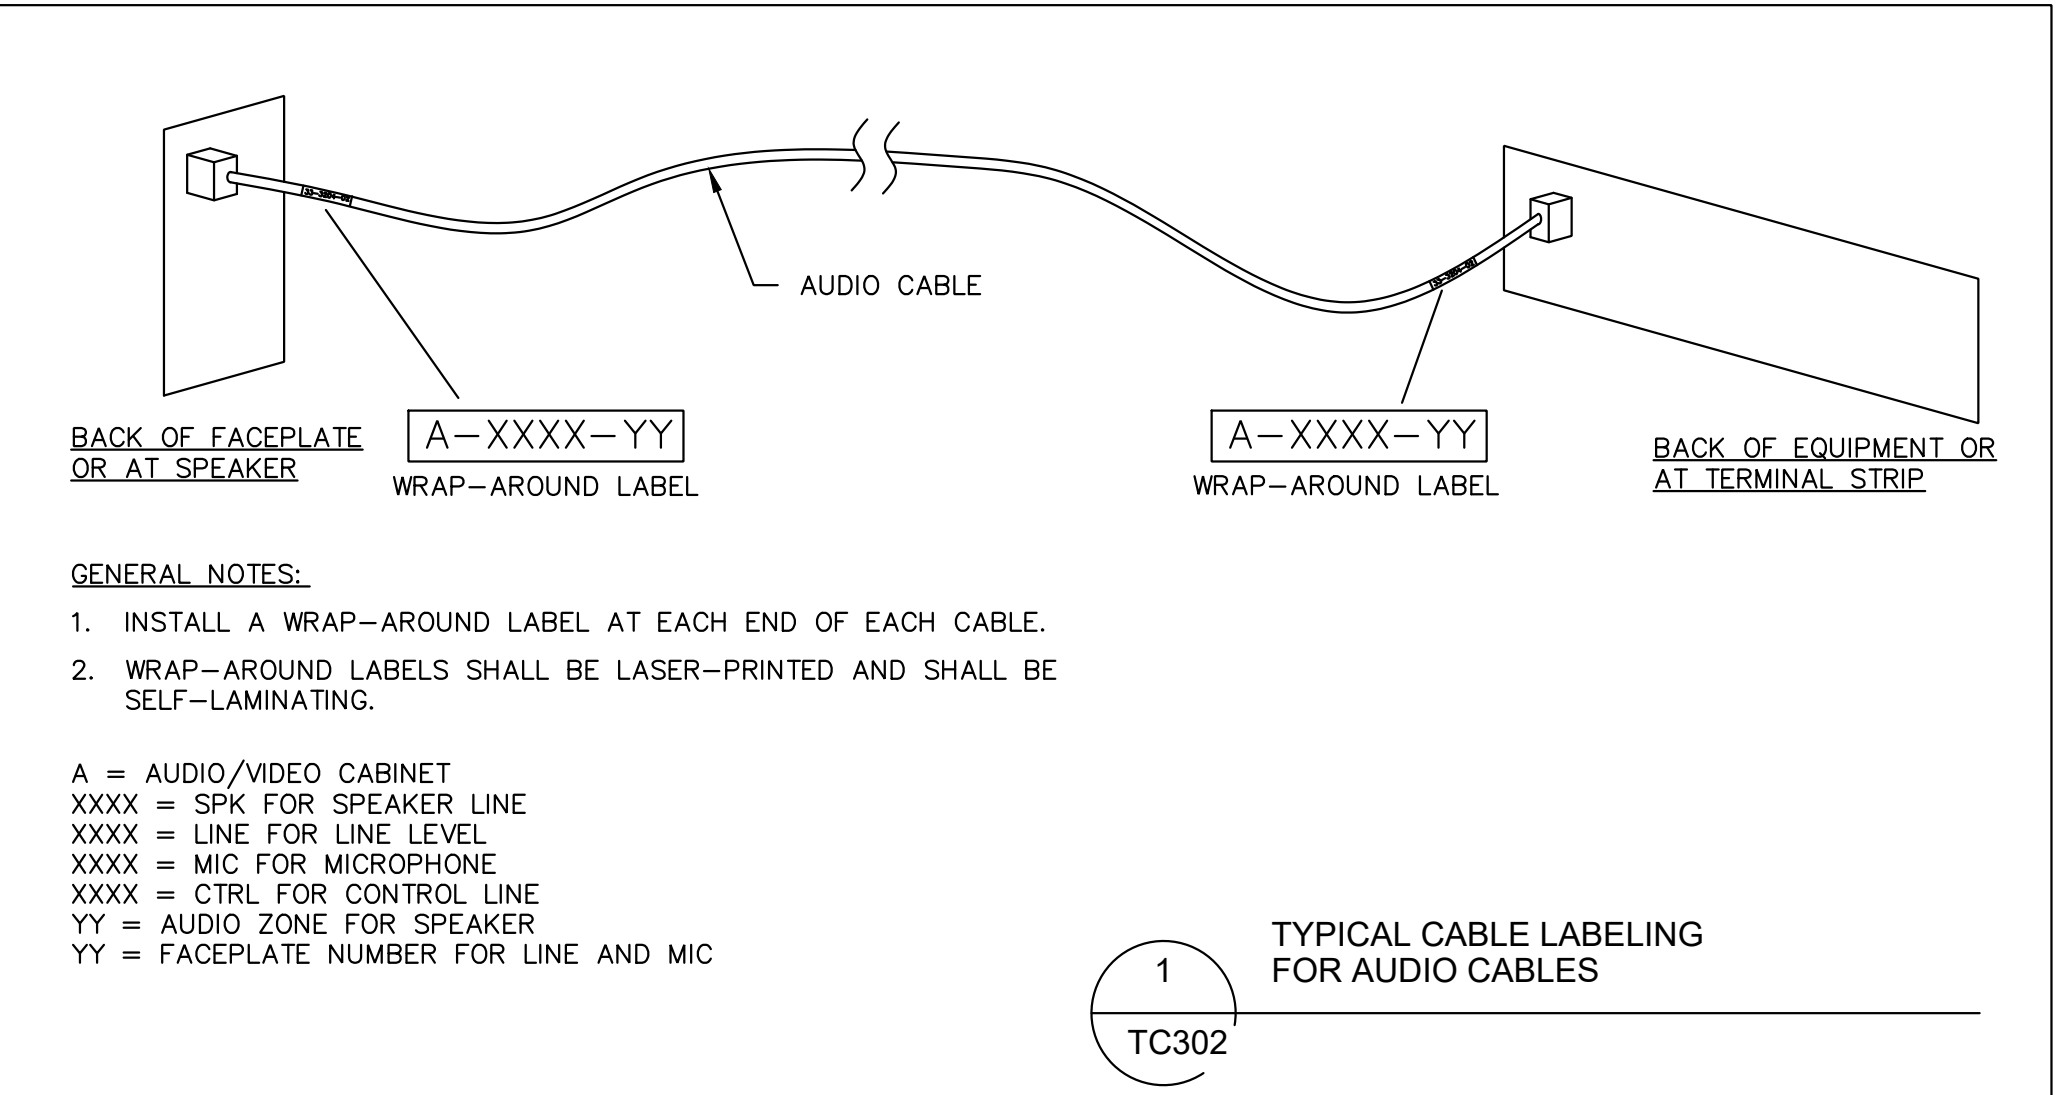 AUDIO CABLE
BACK OF FACEPLATE
OR AT SPEAKER
A-XXXX-YY
WRAP-AROUND LABEL
A-XXXX-YY
WRAP-AROUND LABEL
BACK OF EQUIPMENT OR
AT TERMINAL STRIP
GENERAL NOTES:
1. INSTALL A WRAP-AROUND LABEL AT EACH END OF EACH CABLE.
2. WRAP-AROUND LABELS SHALL BE LASER-PRINTED AND SHALL BE
SELF-LAMINATING.
A = AUDIO/VIDEO CABINET
XXXX = SPK FOR SPEAKER LINE
XXXX = LINE FOR LINE LEVEL
XXXX = MIC FOR MICROPHONE
XXXX = CTRL FOR CONTROL LINE
YY = AUDIO ZONE FOR SPEAKER
YY = FACEPLATE NUMBER FOR LINE AND MIC
1
TC302
TYPICAL CABLE LABELING
FOR AUDIO CABLES